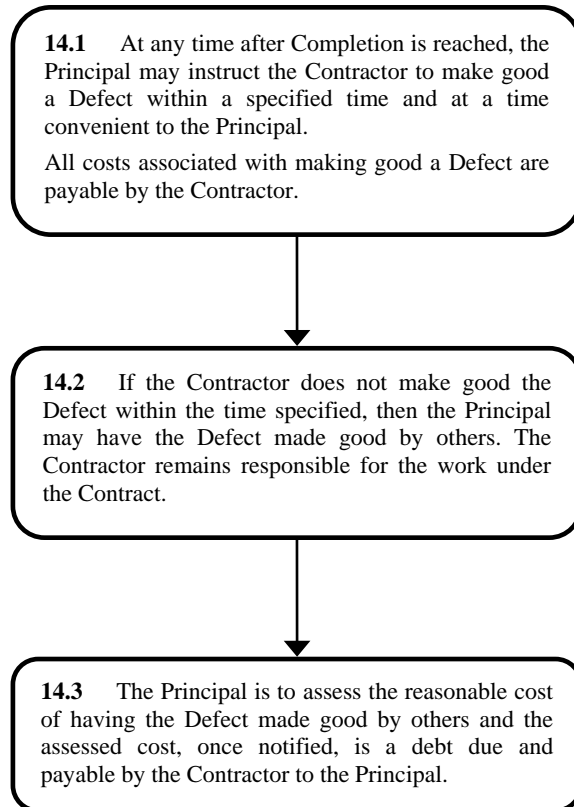 14.1 At any time after Completion is reached, the
Principal may instruct the Contractor to make good
a Defect within a specified time and at a time
convenient to the Principal.
All costs associated with making good a Defect are
payable by the Contractor.
14.2 If the Contractor does not make good the
Defect within the time specified, then the Principal
may have the Defect made good by others. The
Contractor remains responsible for the work under
the Contract.
14.3 The Principal is to assess the reasonable cost
of having the Defect made good by others and the
assessed cost, once notified, is a debt due and
payable by the Contractor to the Principal.